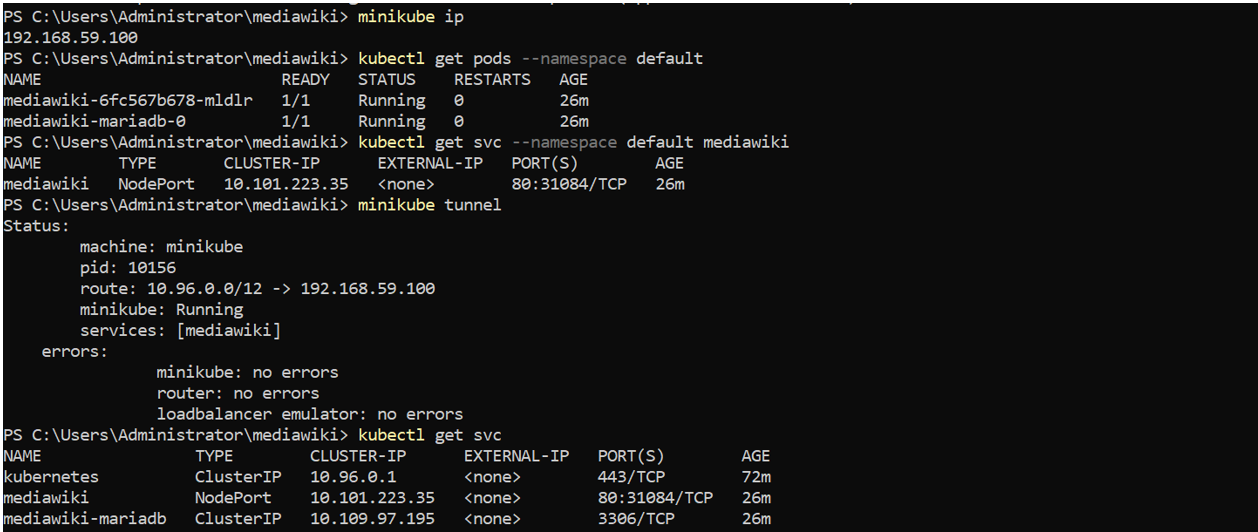 PS C:\Users\Administrator\mediawiki> minikube ip
192.168.59.100
PS C:\Users\Administrator\mediawiki> kubectl get pods --namespace default
NAME READY STATUS RESTARTS AGE
mediawiki-6fc567b678-mldlr 1/1 Running 0 26m
mediawiki-mariadb-0 1/1 Running 0 26m
PS C:\Users\Administrator\mediawiki> kubectl get svc --namespace default mediawiki
NAME TYPE CLUSTER-IP EXTERNAL-IP PORT(S) AGE
mediawiki NodePort 10.101.223.35 <none> 80:31084/TCP 26m
PS C:\Users\Administrator\mediawiki> minikube tunnel
Status:
machine: minikube
pid: 10156
route: 10.96.0.0/12 -> 192.168.59.100
minikube: Running
services: [mediawiki]
errors:
minikube: no errors
router: no errors
loadbalancer emulator: no errors
PS C:\Users\Administrator\mediawiki> kubectl get svc
NAME TYPE CLUSTER-IP EXTERNAL-IP PORT(S) AGE
kubernetes ClusterIP 10.96.0.1 <none> 443/TCP 72m
mediawiki NodePort 10.101.223.35 <none> 80:31084/TCP 26m
mediawiki-mariadb ClusterIP 10.109.97.195 <none> 3306/TCP 26m